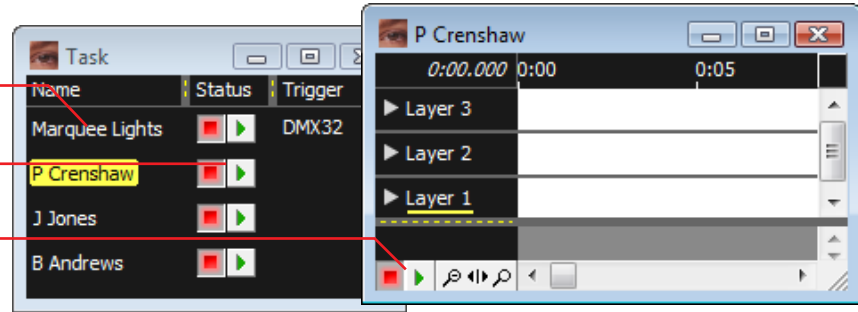 Task
Name Status Trigger
Marquee Lights DMX32
P Crenshaw
J Jones
B Andrews
P Crenshaw
0:00.000 0:00 0:05
Layer 3
Layer 2
Layer 1